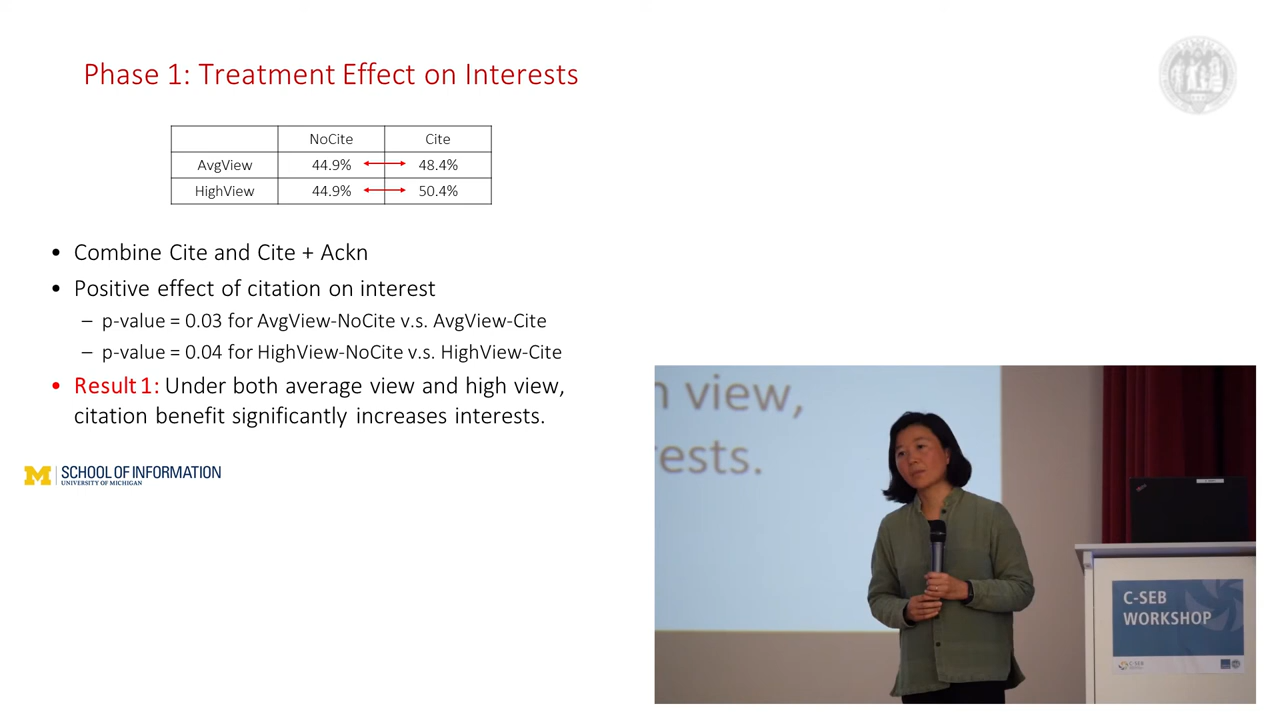 Phase 1: Treatment Effect on Interests
NoCite Cite
AvgView 44.9% 48.4%
HighView 44.9% 50.4%
• Combine Cite and Cite + Ackn
• Positive effect of citation on interest
– p-value = 0.03 for AvgView-NoCite v.s. AvgView-Cite
– p-value = 0.04 for HighView-NoCite v.s. HighView-Cite
• Result 1: Under both average view and high view,
citation benefit significantly increases interests.
M SCHOOL OF INFORMATION
UNIVERSITY OF MICHIGAN
h view,
rests.
C-SEB
WORKSHOP
C-SEB